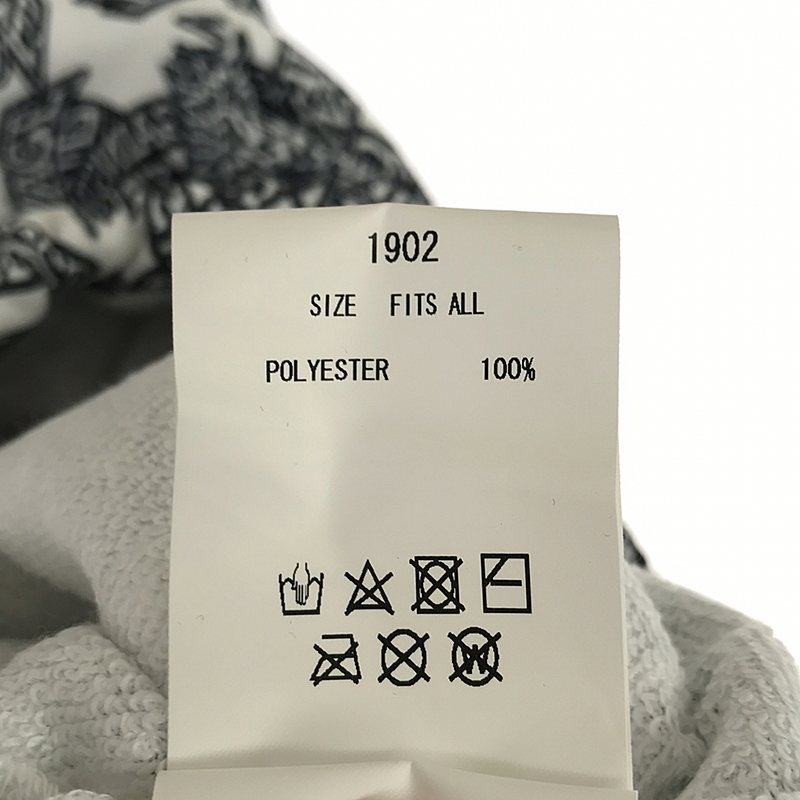 1902
SIZE FITS ALL
POLYESTER 100%
W